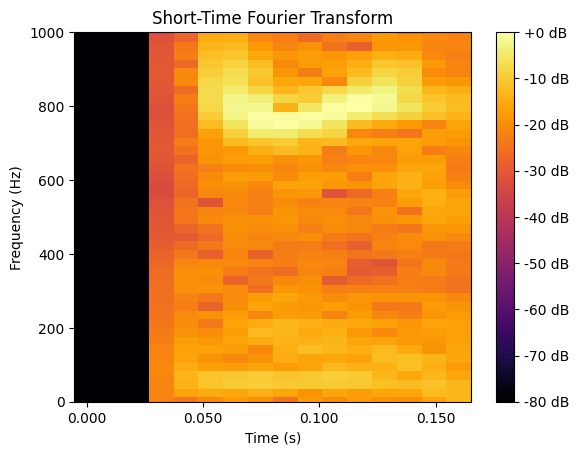 Short-Time Fourier Transform
Frequency (Hz)
1000
800
600
400
200
0
0.000
0.050
0.100
0.150
Time (s)
+0 dB
-10 dB
-20 dB
-30 dB
-40 dB
-50 dB
-60 dB
-70 dB
-80 dB